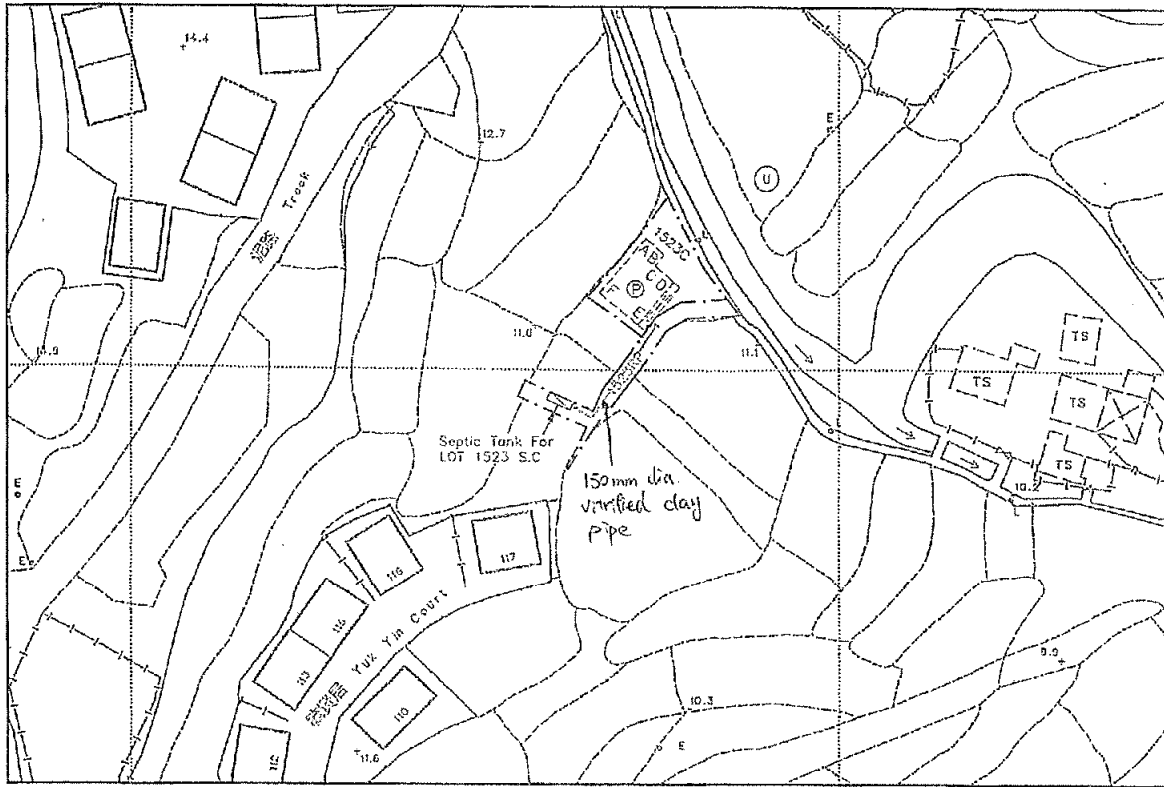 14.4
Track
12.7
E
U
1523C
A B
C D
F
P
E
11.0
11.1
TS
TS
TS
TS
Septic Tank For
LOT 1523 S.C
150mm dia.
vitrified clay
pipe
10.2
E
E
117
116
Yuk Yin Court
113
110
112
11.6
10.3
9.9
E